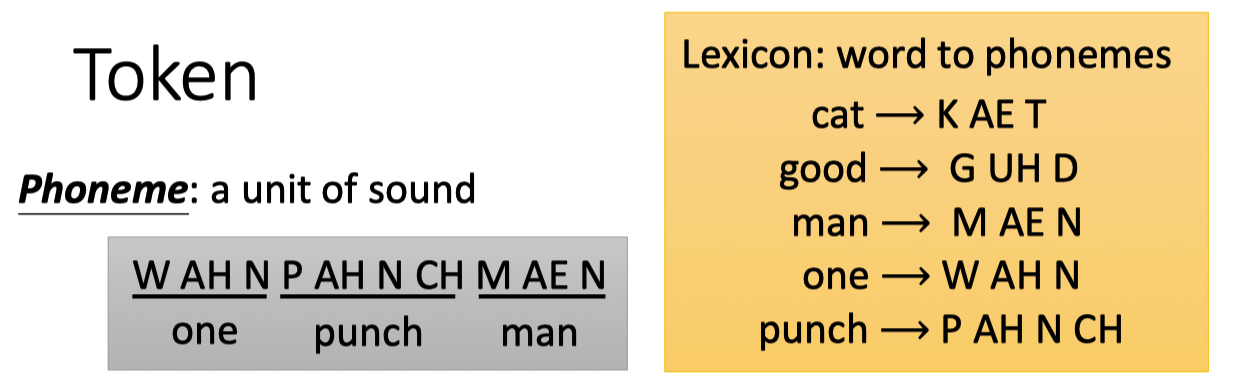 Token
Phoneme: a unit of sound
W AH N P AH N CH M AE N
one punch man
Lexicon: word to phonemes
cat ⟶ K AE T
good ⟶ G UH D
man ⟶ M AE N
one ⟶ W AH N
punch ⟶ P AH N CH